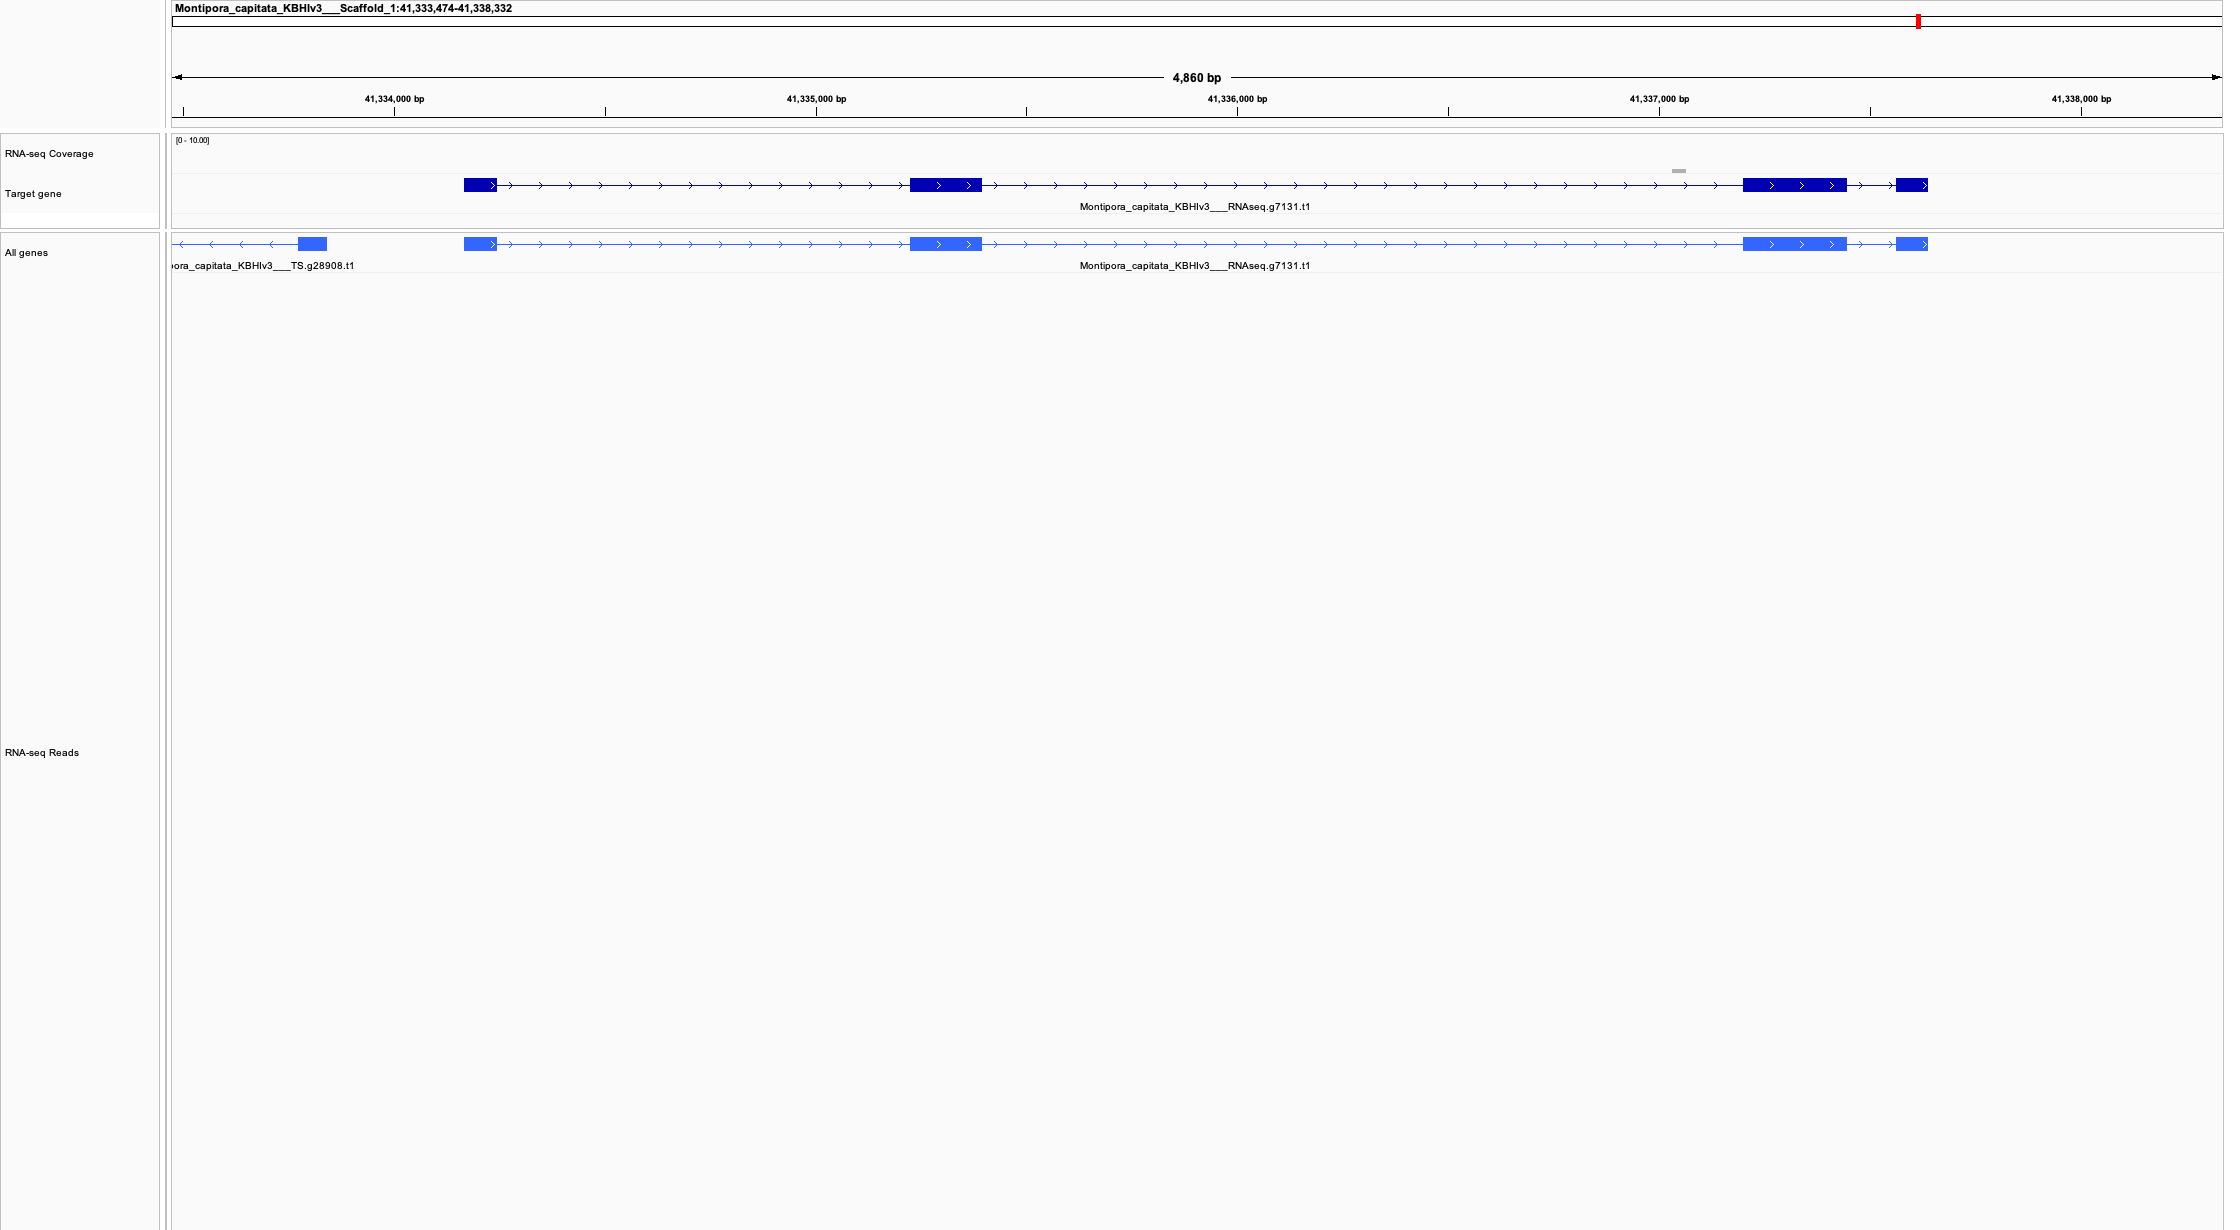 Montipora_capitata_KBHIv3___Scaffold_1:41,333,474-41,338,332
4,860 bp
41,334,000 bp 41,335,000 bp 41,336,000 bp 41,337,000 bp 41,338,000 bp
RNA-seq Coverage
[0 - 10.00]
Target gene
Montipora_capitata_KBHIv3___RNAseq.g7131.t1
All genes
ora_capitata_KBHIv3___TS.g28908.t1 Montipora_capitata_KBHIv3___RNAseq.g7131.t1
RNA-seq Reads